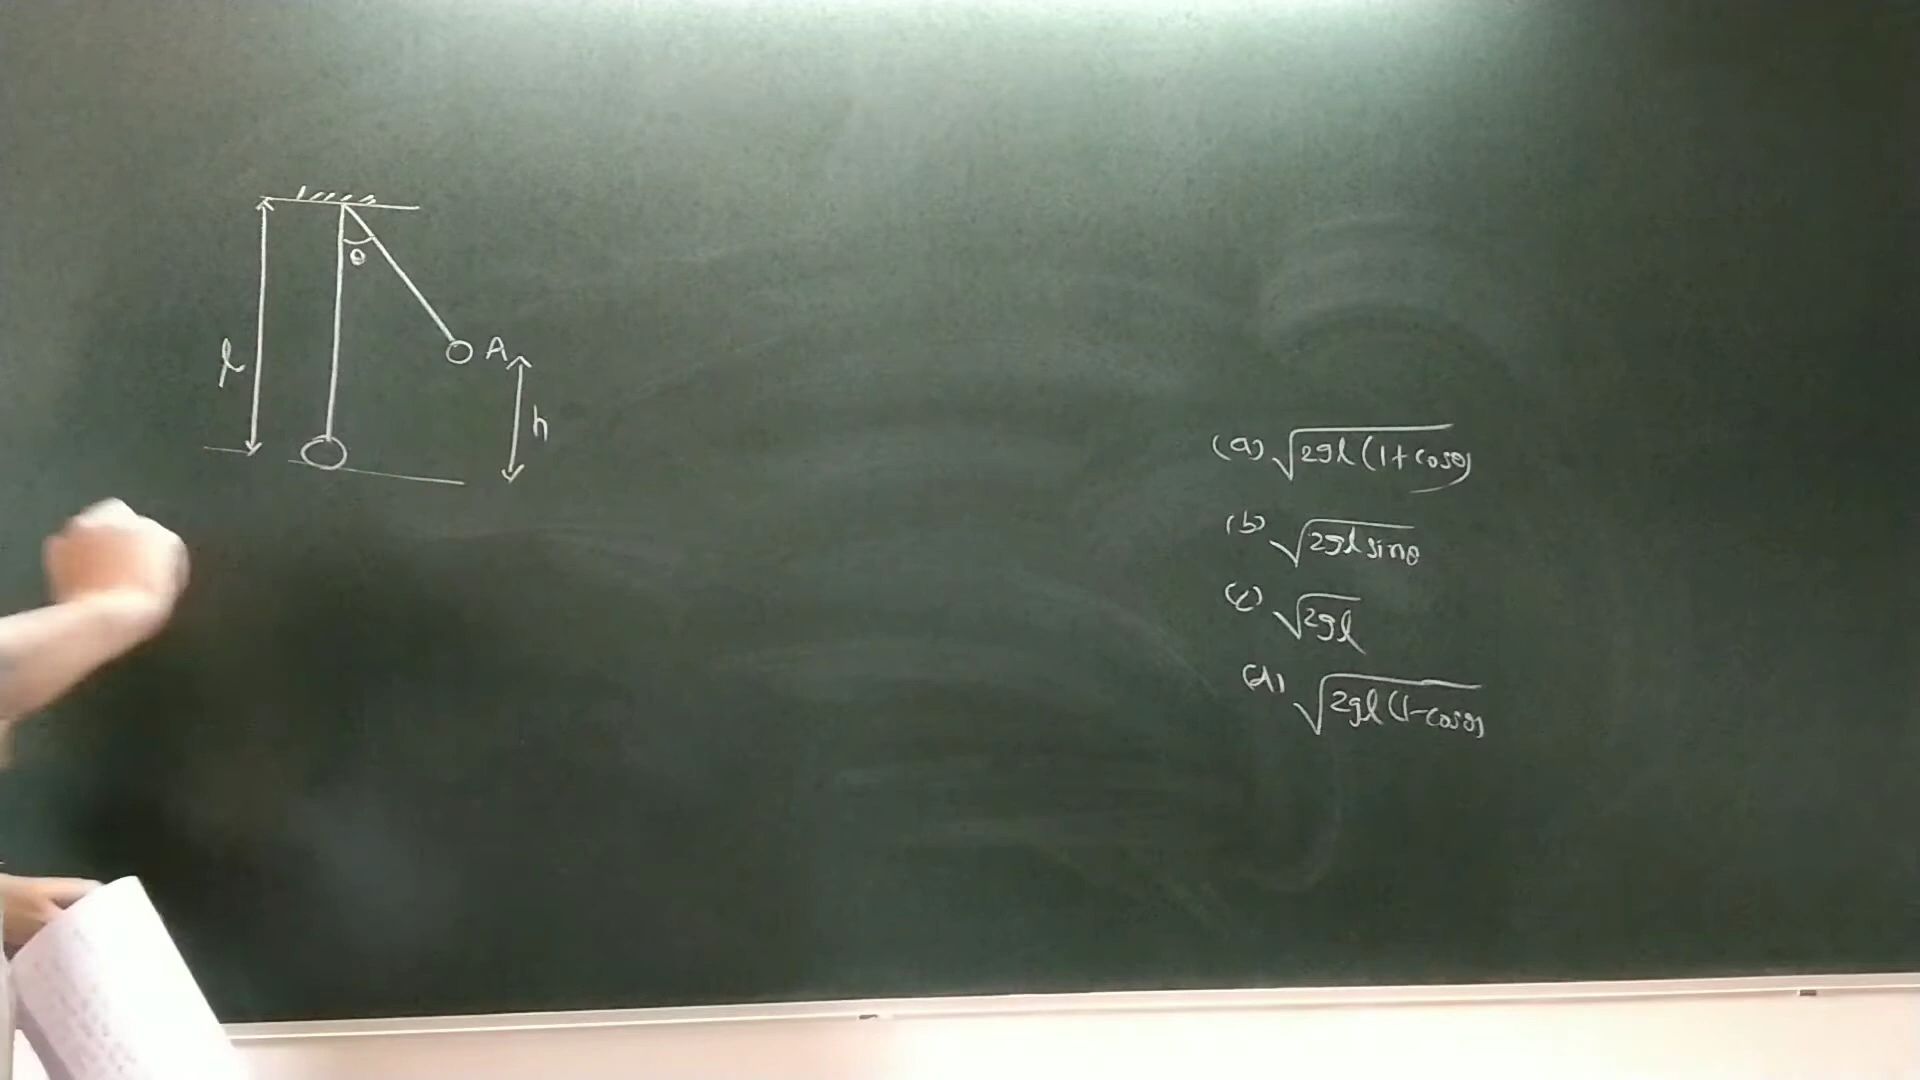 θ
l
A
h
(a) √2gl(1+cosθ)
(b) √2gl sinθ
(c) √2gl
(d) √2gl(1-cosθ)